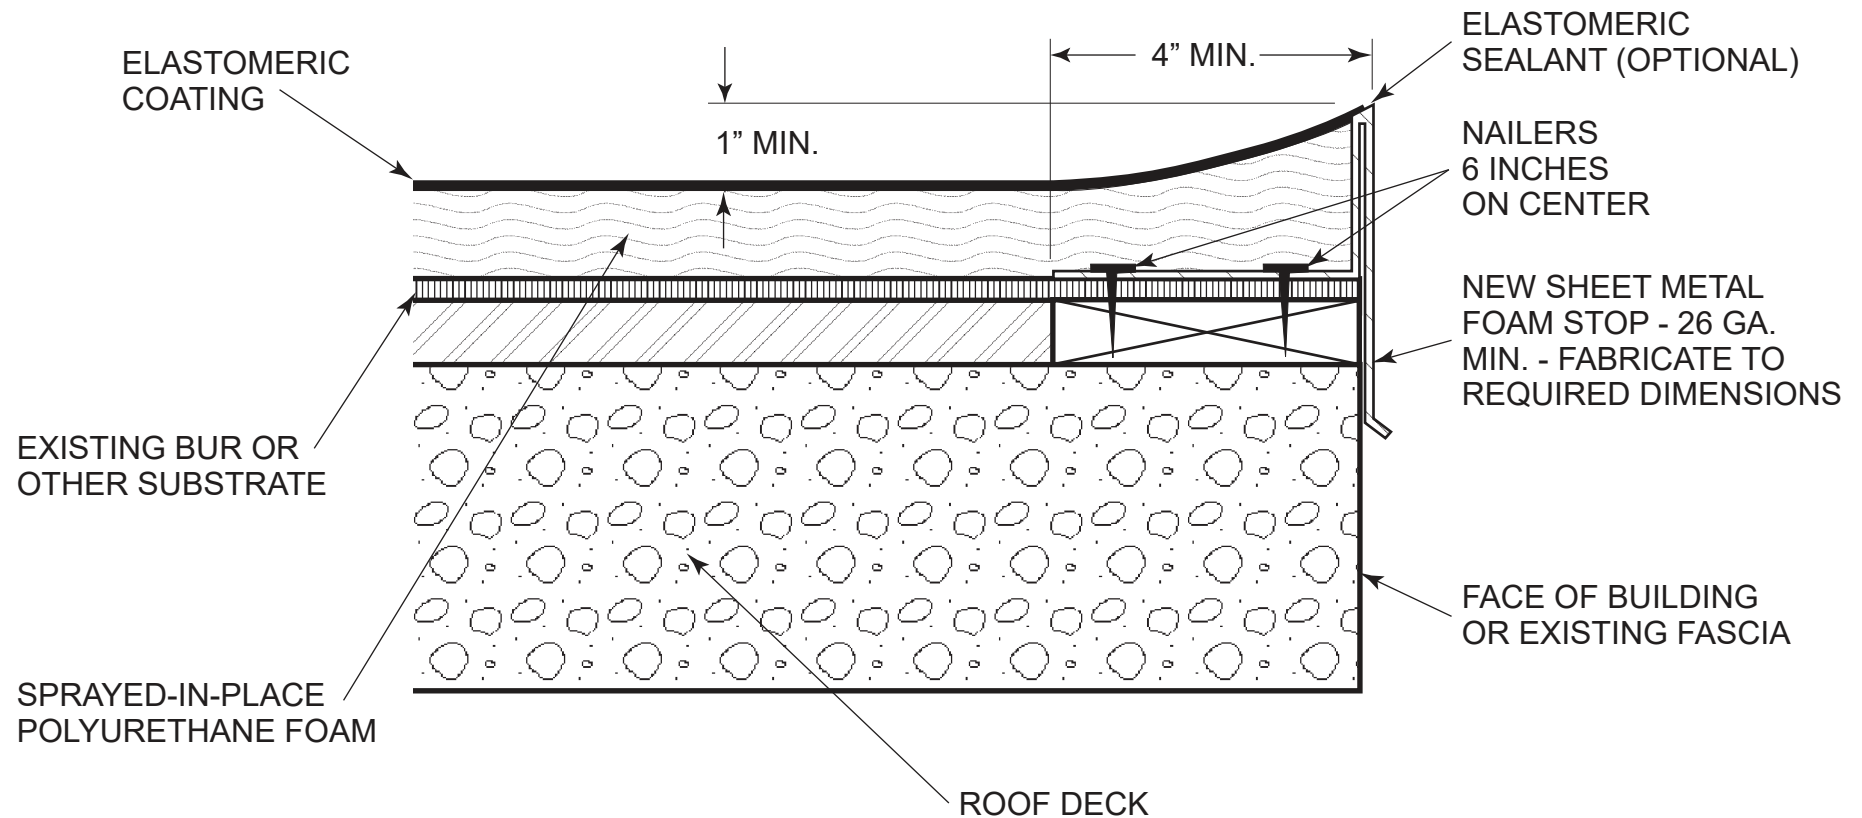 ELASTOMERIC
COATING
1” MIN.
4” MIN.
ELASTOMERIC
SEALANT (OPTIONAL)
NAILERS
6 INCHES
ON CENTER
NEW SHEET METAL
FOAM STOP - 26 GA.
MIN. - FABRICATE TO
REQUIRED DIMENSIONS
EXISTING BUR OR
OTHER SUBSTRATE
FACE OF BUILDING
OR EXISTING FASCIA
SPRAYED-IN-PLACE
POLYURETHANE FOAM
ROOF DECK